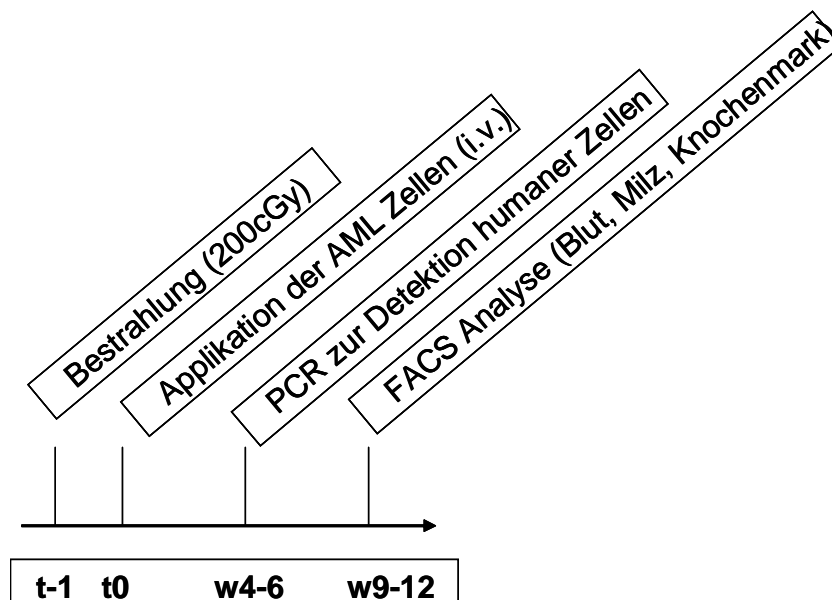 Bestrahlung (200cGy)
Applikation der AML Zellen (i.v.)
PCR zur Detektion humaner Zellen
FACS Analyse (Blut, Milz, Knochenmark)
t-1 t0 w4-6 w9-12